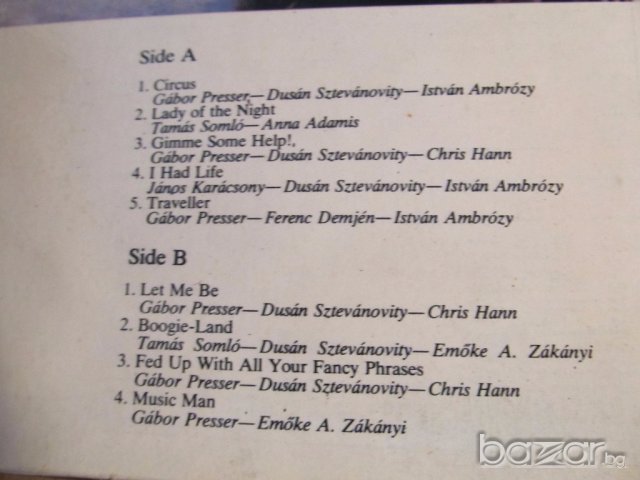 Side A
1. Circus
Gábor Presser,—Dusán Sztevánovity—István Ambrózy
2. Lady of the Night
Tamás Somló—Anna Adamis
3. Gimme Some Help!,
Gábor Presser—Dusán Sztevánovity—Chris Hann
4. I Had Life
János Karácsony—Dusán Sztevánovity—István Ambrózy
5. Traveller
Gábor Presser—Ferenc Demjén—István Ambrózy
Side B
1. Let Me Be
Gábor Presser—Dusán Sztevánovity—Chris Hann
2. Boogie-Land
Tamás Somló—Dusán Sztevánovity—Emőke A. Zákányi
3. Fed Up With All Your Fancy Phrases
Gábor Presser—Dusán Sztevánovity—Chris Hann
4. Music Man
Gábor Presser—Emőke A. Zákányi
bazar.bg